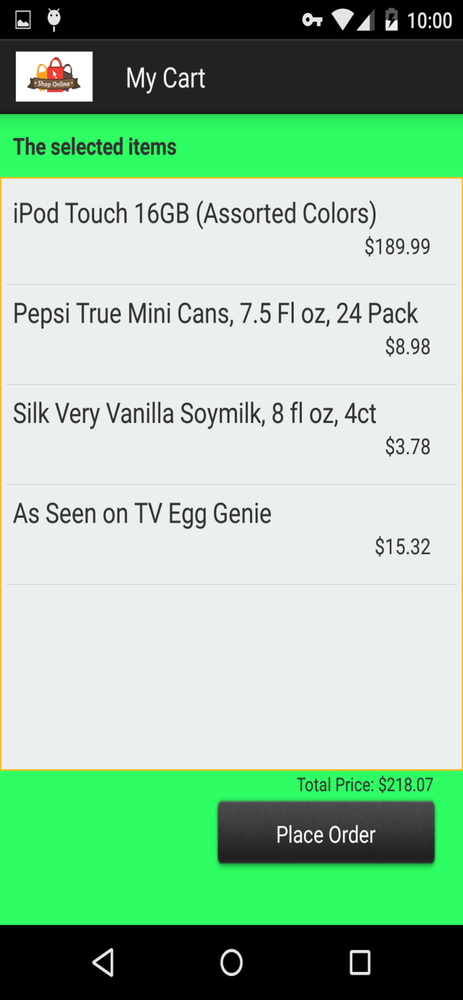 10:00
Shop Online
My Cart
The selected items
iPod Touch 16GB (Assorted Colors)
$189.99
Pepsi True Mini Cans, 7.5 Fl oz, 24 Pack
$8.98
Silk Very Vanilla Soymilk, 8 fl oz, 4ct
$3.78
As Seen on TV Egg Genie
$15.32
Total Price: $218.07
Place Order